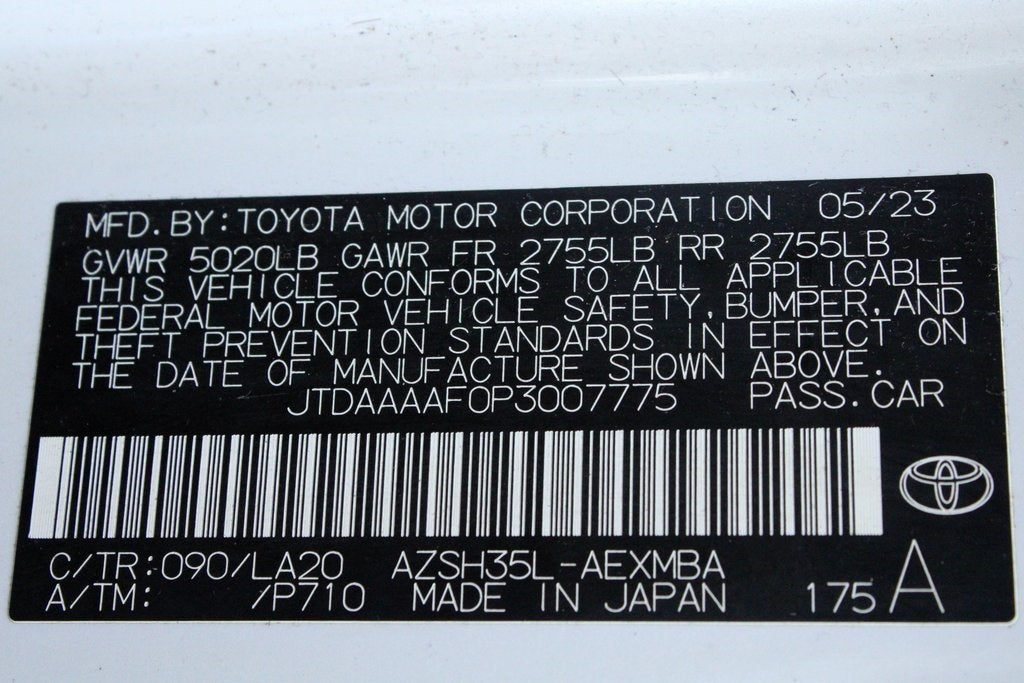 MFD. BY: TOYOTA MOTOR CORPORATION 05/23
GVWR 5020LB GAWR FR 2755LB RR 2755LB
THIS VEHICLE CONFORMS TO ALL APPLICABLE
FEDERAL MOTOR VEHICLE SAFETY, BUMPER, AND
THEFT PREVENTION STANDARDS IN EFFECT ON
THE DATE OF MANUFACTURE SHOWN ABOVE.
JTDAAAAF0P3007775 PASS. CAR
C/TR: 090/LA20 AZSH35L-AEXMBA
A/TM: /P710 MADE IN JAPAN 175 A